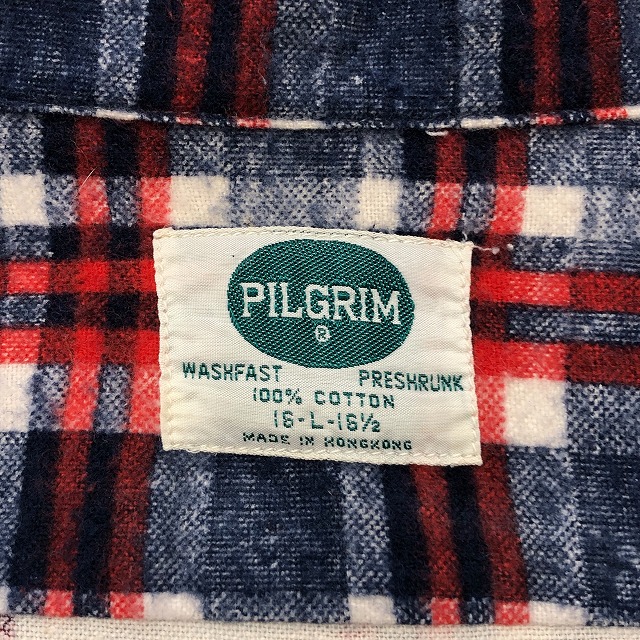 PILGRIM
®
WASHFAST PRESHRUNK
100% COTTON
16-L-16½
MADE IN HONGKONG